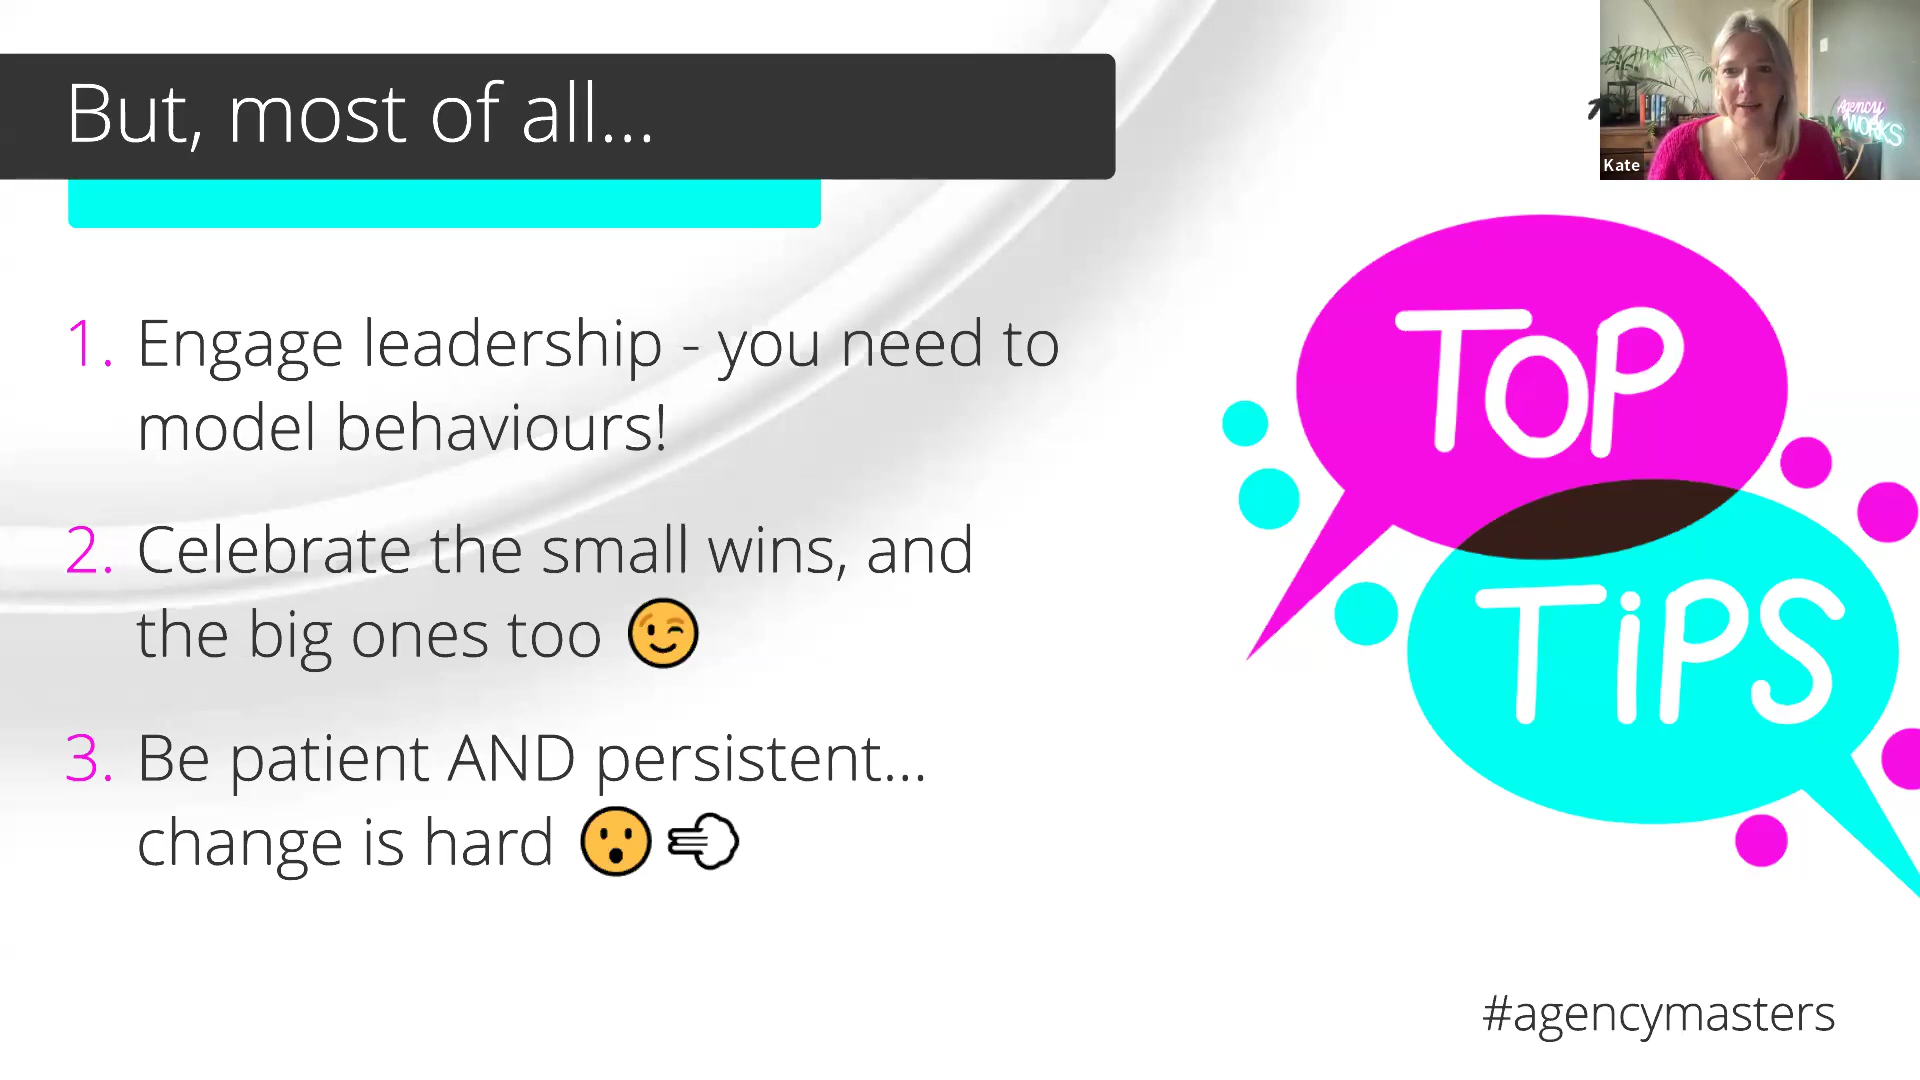 But, most of all...
Kate
Agency
WORKS
1. Engage leadership - you need to
model behaviours!
2. Celebrate the small wins, and
the big ones too 😉
3. Be patient AND persistent...
change is hard 😮💨
TOP
TiPS
#agencymasters